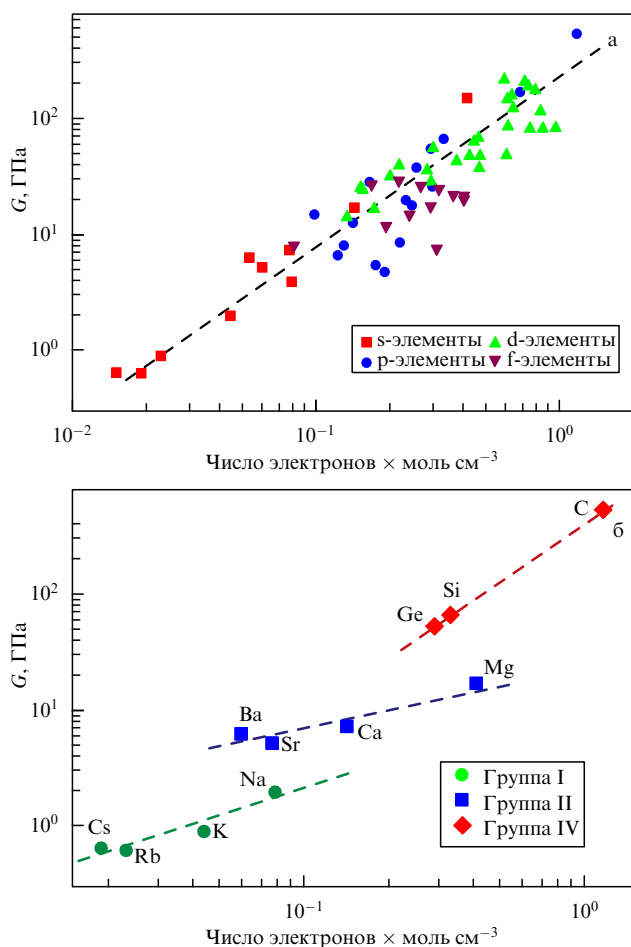 а
G, ГПа
10²
10¹
10⁰
s-элементы d-элементы
p-элементы f-элементы
10⁻² 10⁻¹ 10⁰
Число электронов × моль см⁻³
C
б
Si
Ge
10²
G, ГПа
Mg
Ba
10¹
Sr
Ca
Na
Группа I
Группа II
Группа IV
10⁰
Cs
K
Rb
10⁻¹ 10⁰
Число электронов × моль см⁻³